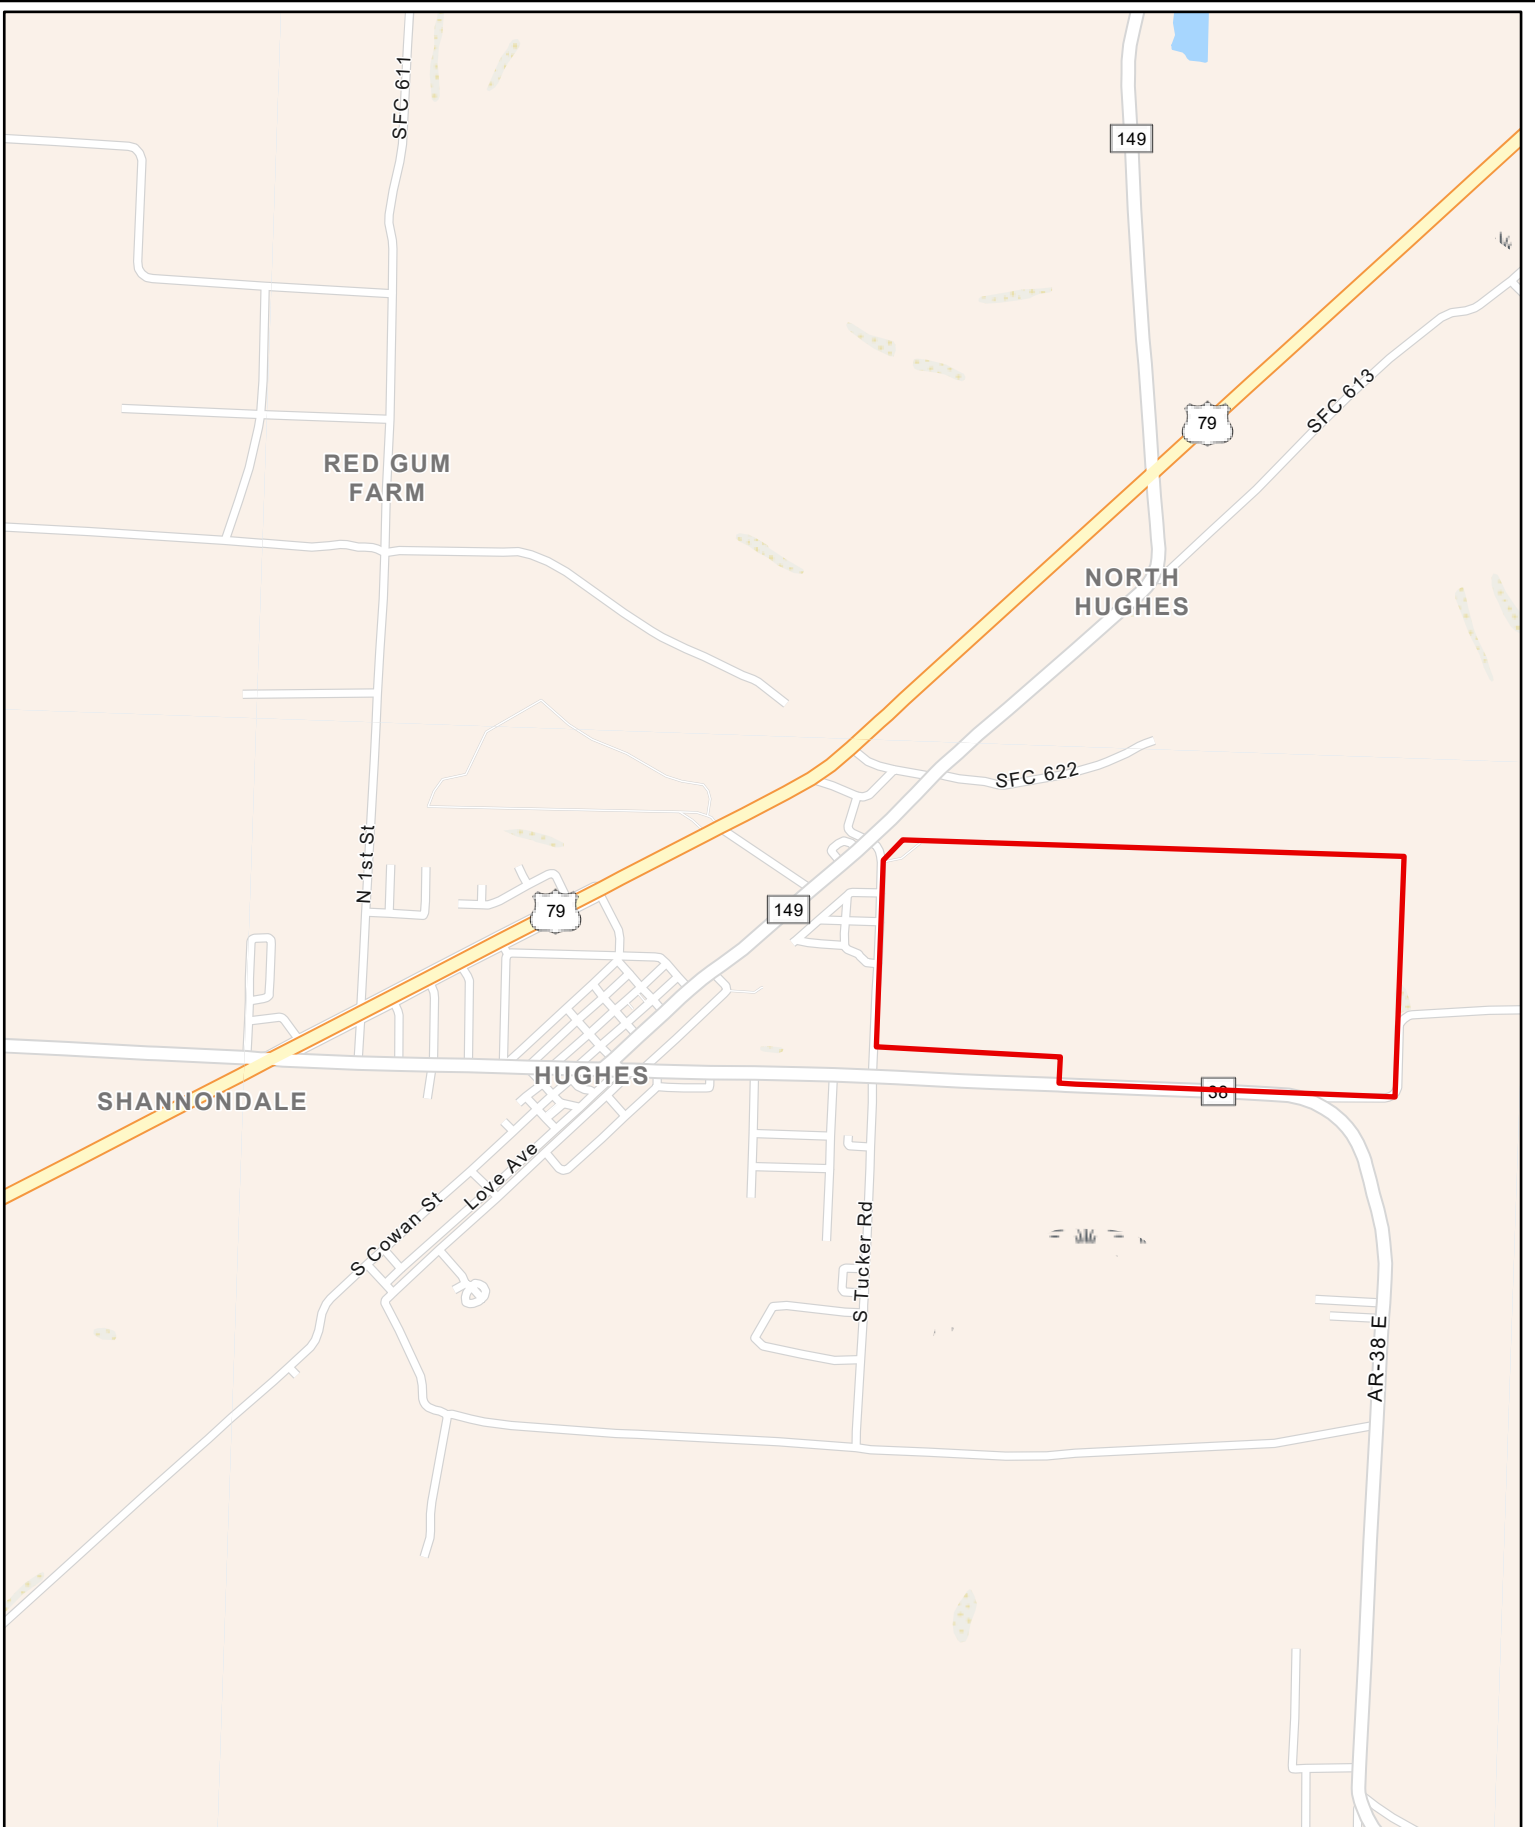 SFC 611
149
79
SFC 613
RED GUM
FARM
NORTH
HUGHES
SFC 622
N 1st St
79
149
HUGHES
38
SHANNONDALE
Love Ave
S Cowan St
S Tucker Rd
AR-38 E